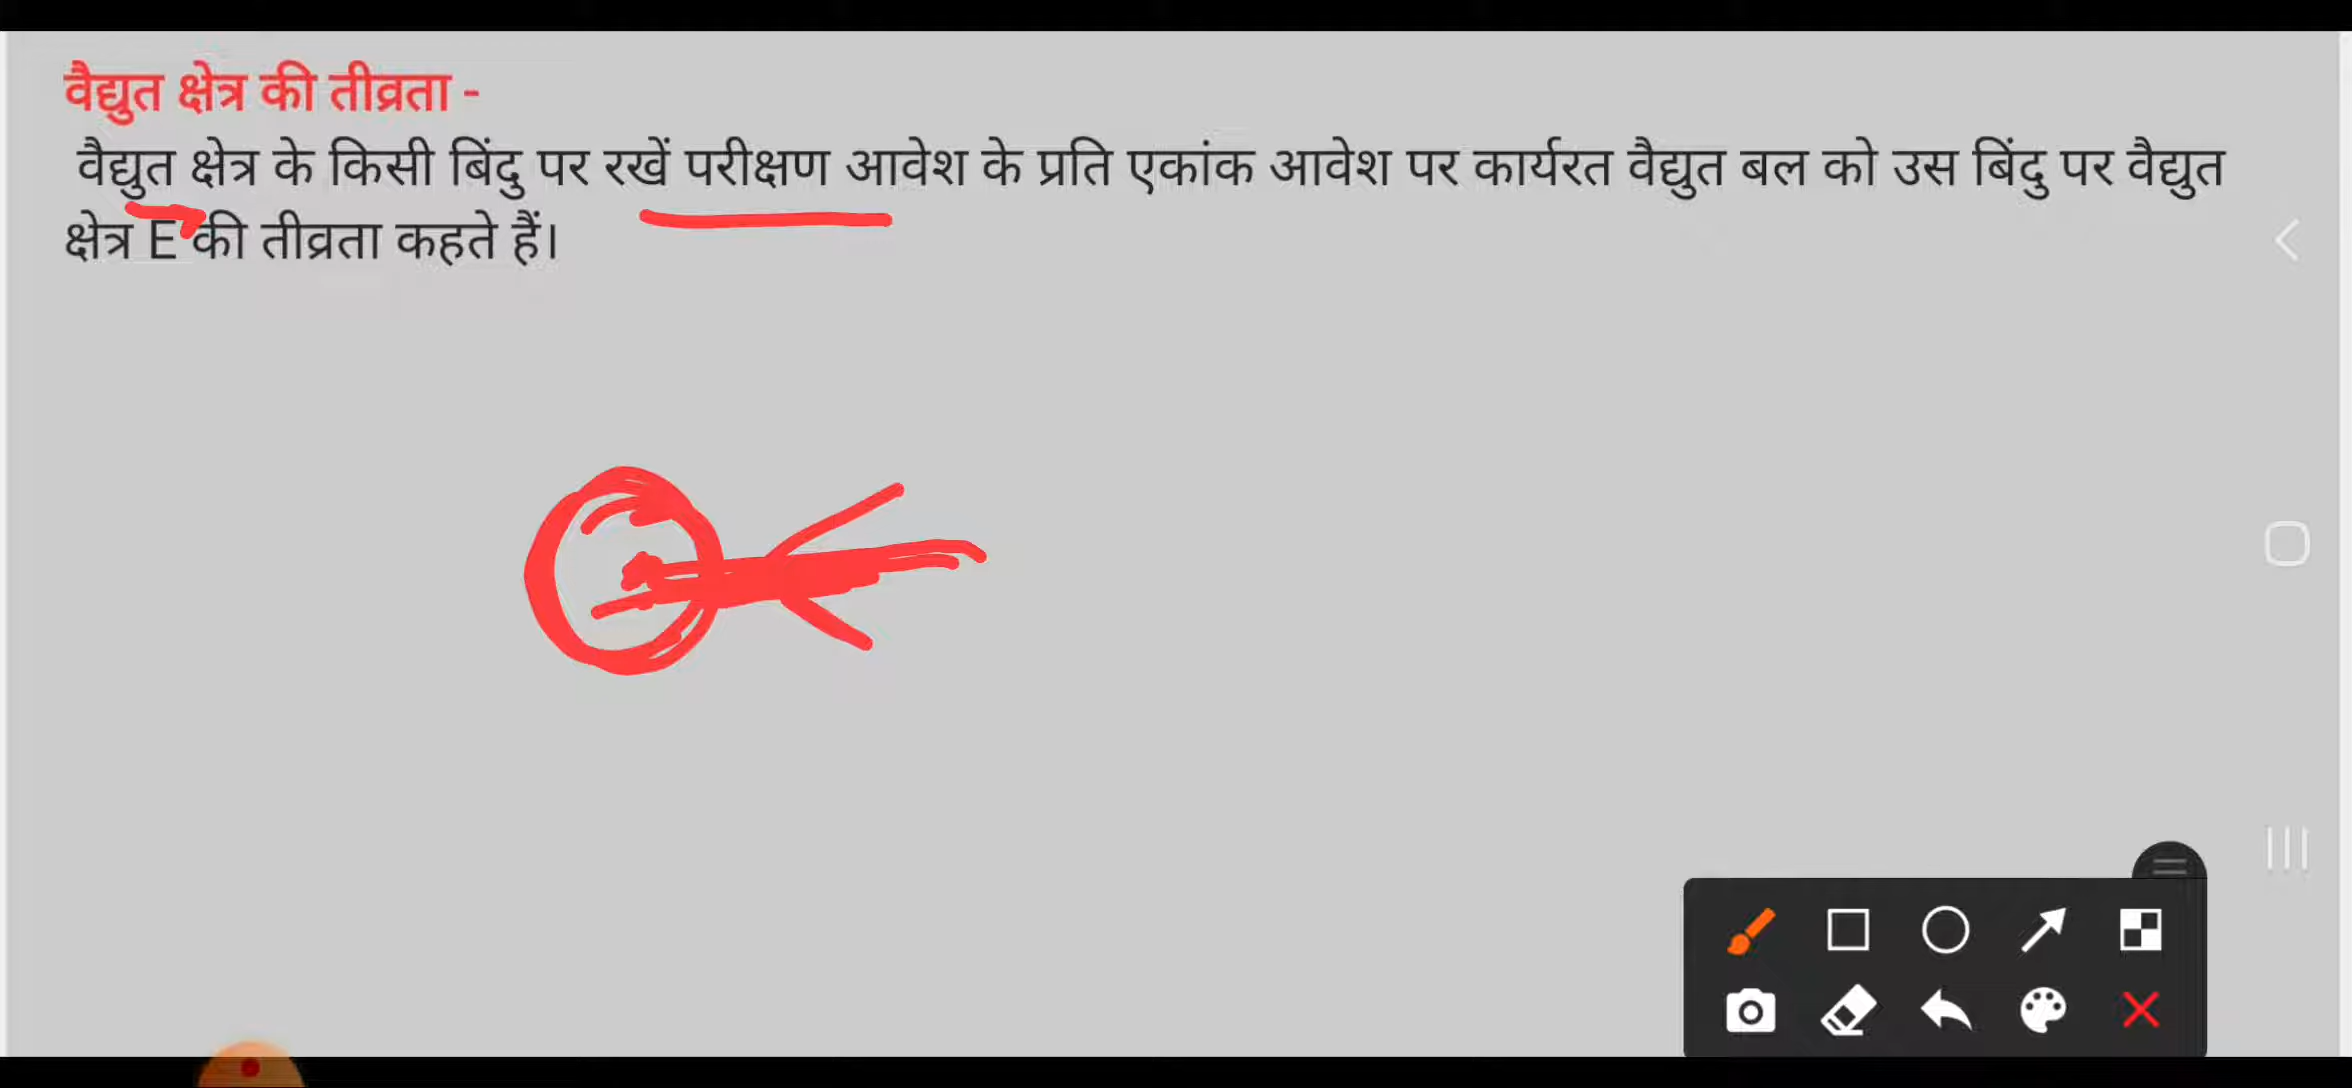 वैद्युत क्षेत्र की तीव्रता -
वैद्युत क्षेत्र के किसी बिंदु पर रखें परीक्षण आवेश के प्रति एकांक आवेश पर कार्यरत वैद्युत बल को उस बिंदु पर वैद्युत
क्षेत्र E की तीव्रता कहते हैं।